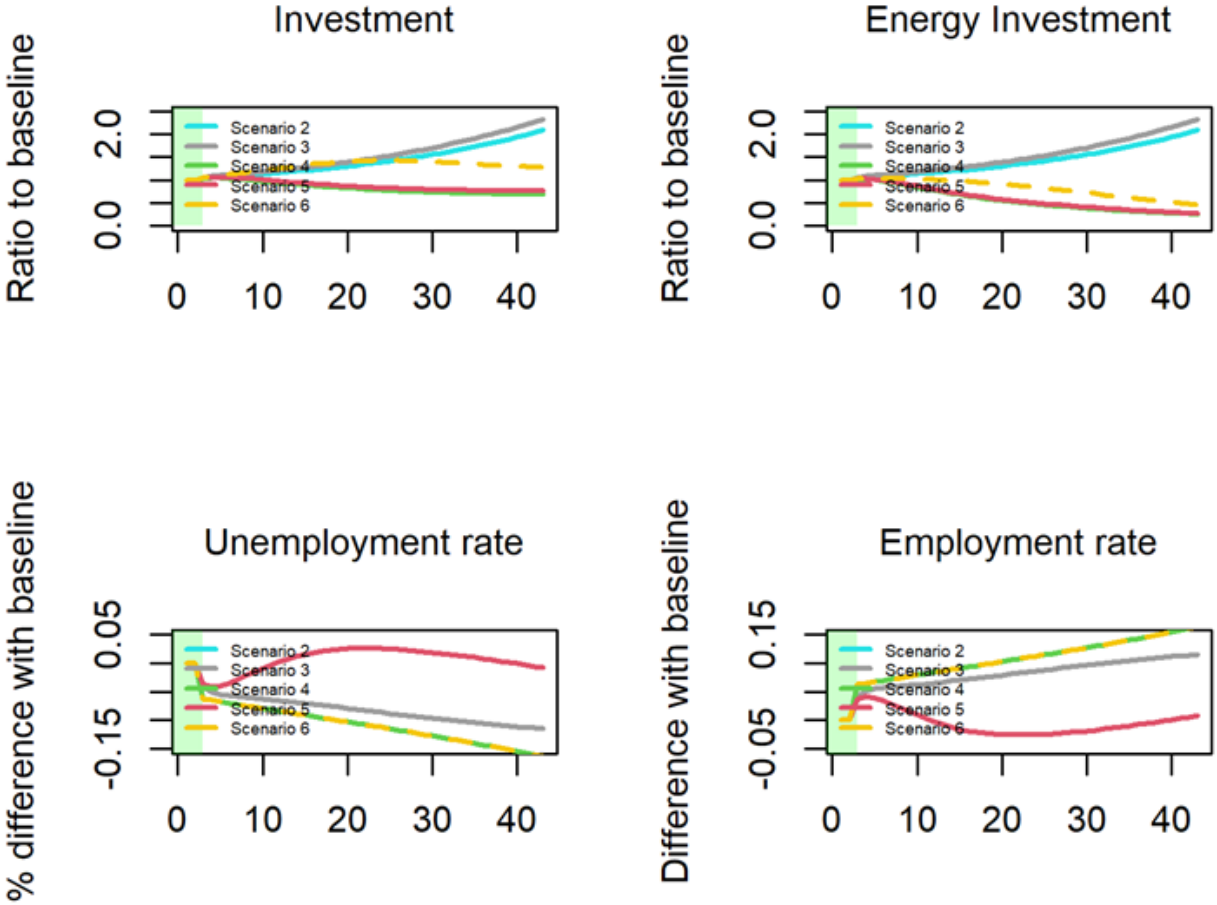 Investment
Ratio to baseline
2.0
0.0
Scenario 2
Scenario 3
Scenario 4
Scenario 5
Scenario 6
0 10 20 30 40
Energy Investment
Ratio to baseline
2.0
0.0
Scenario 2
Scenario 3
Scenario 4
Scenario 5
Scenario 6
0 10 20 30 40
Unemployment rate
% difference with baseline
0.05
-0.15
Scenario 2
Scenario 3
Scenario 4
Scenario 5
Scenario 6
0 10 20 30 40
Employment rate
Difference with baseline
0.15
-0.05
Scenario 2
Scenario 3
Scenario 4
Scenario 5
Scenario 6
0 10 20 30 40